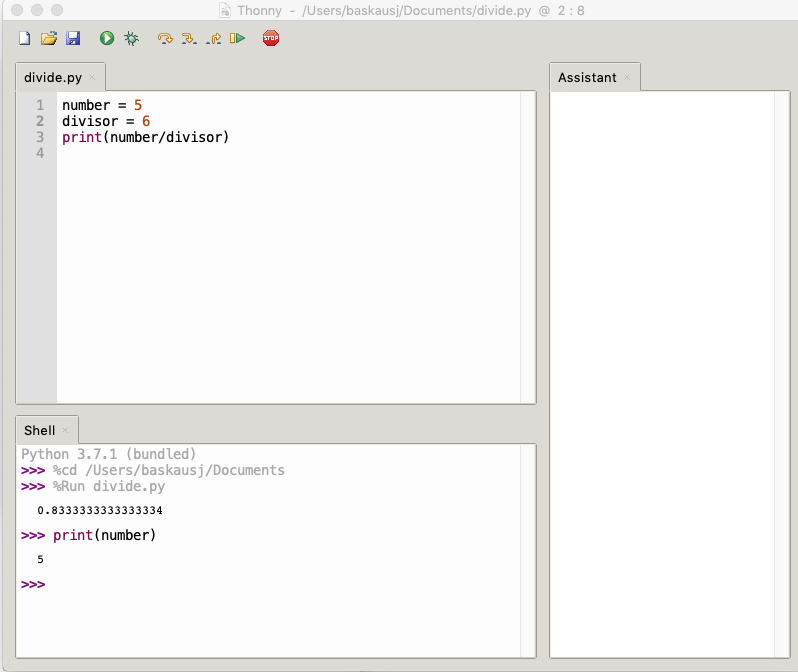 Thonny - /Users/baskausj/Documents/divide.py @ 2 : 8
STOP
divide.py ×
1 number = 5
2 divisor = 6
3 print(number/divisor)
4
Shell ×
Python 3.7.1 (bundled)
>>> %cd /Users/baskausj/Documents
>>> %Run divide.py
0.8333333333333334
>>> print(number)
5
>>>
Assistant ×